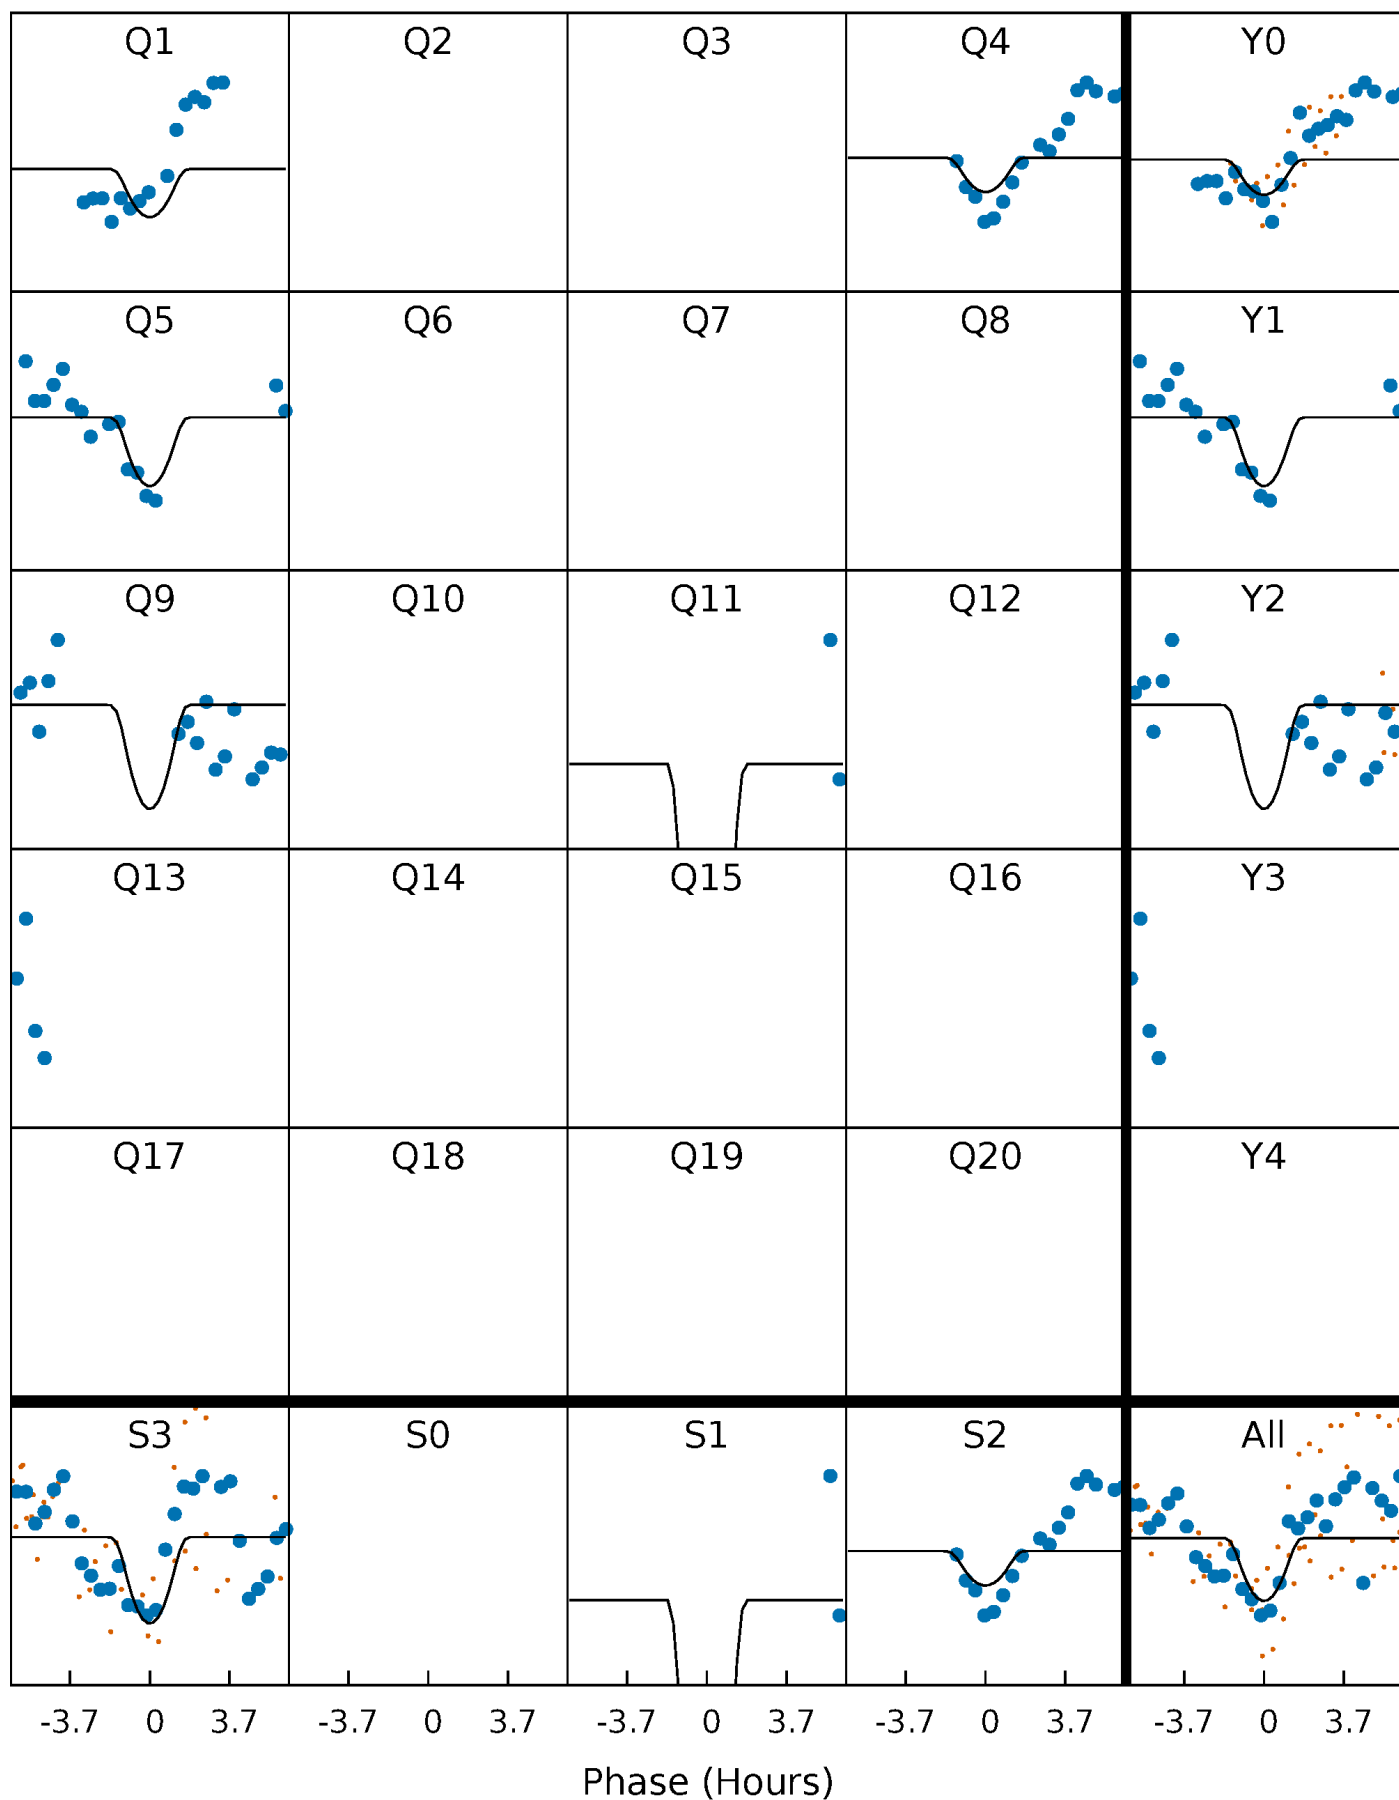 Q1 Q2 Q3 Q4 Y0
Q5 Q6 Q7 Q8 Y1
Q9 Q10 Q11 Q12 Y2
Q13 Q14 Q15 Q16 Y3
Q17 Q18 Q19 Q20 Y4
S3 S0 S1 S2 All
-3.7 0 3.7 -3.7 0 3.7 -3.7 0 3.7 -3.7 0 3.7 -3.7 0 3.7
Phase (Hours)